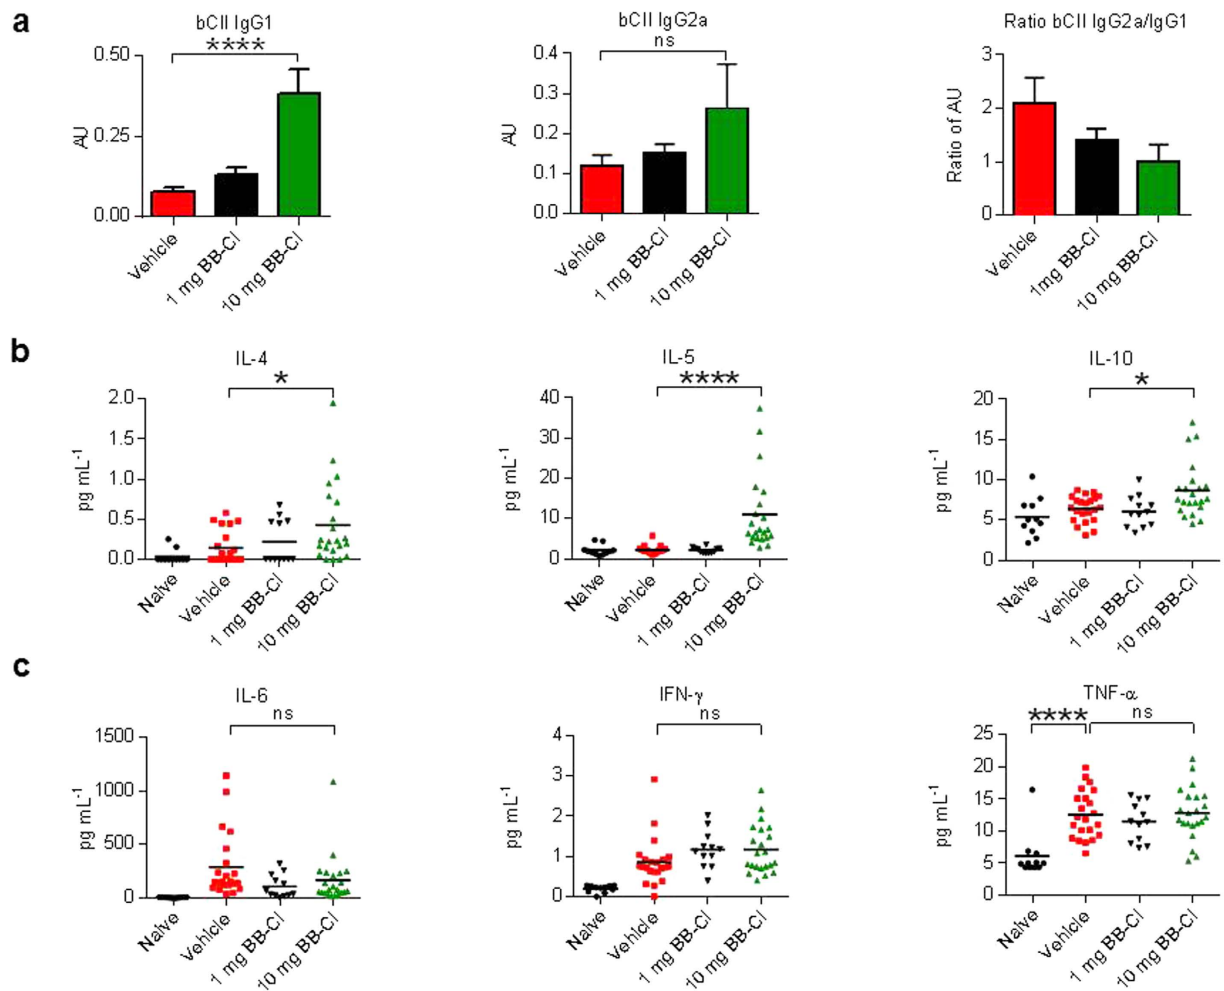 a
bCII IgG1
****
0.50
0.25
0.00
AU
Vehicle
1 mg BB-Cl
10 mg BB-Cl
bCII IgG2a
ns
0.4
0.3
0.2
0.1
0.0
AU
Vehicle
1 mg BB-Cl
10 mg BB-Cl
Ratio bCII IgG2a/IgG1
3
2
1
0
Ratio of AU
Vehicle
1mg BB-Cl
10 mg BB-Cl
b
IL-4
*
2.0
1.5
1.0
0.5
0.0
pg mL-1
Naive
Vehicle
1 mg BB-Cl
10 mg BB-Cl
IL-5
****
40
30
20
10
0
pg mL-1
Naive
Vehicle
1 mg BB-Cl
10 mg BB-Cl
IL-10
*
20
15
10
5
0
pg mL-1
Naive
Vehicle
1 mg BB-Cl
10 mg BB-Cl
c
IL-6
ns
1500
1000
500
0
pg mL-1
Naive
Vehicle
1 mg BB-Cl
10 mg BB-Cl
IFN-γ
ns
4
3
2
1
0
pg mL-1
Naive
Vehicle
1 mg BB-Cl
10 mg BB-Cl
TNF-α
**** ns
25
20
15
10
5
0
pg mL-1
Naive
Vehicle
1 mg BB-Cl
10 mg BB-Cl